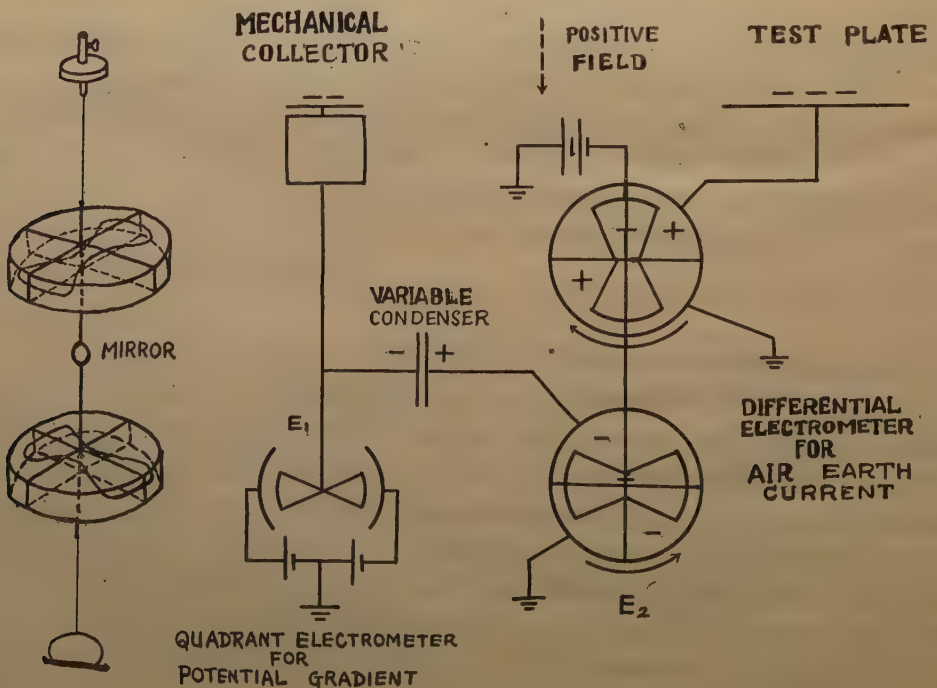 MECHANICAL
COLLECTOR
POSITIVE
FIELD
TEST PLATE
MIRROR
VARIABLE
CONDENSER
- +
E1
+
- +
-
-
DIFFERENTIAL
ELECTROMETER
FOR
AIR EARTH
CURRENT
E2
QUADRANT ELECTROMETER
FOR
POTENTIAL GRADIENT